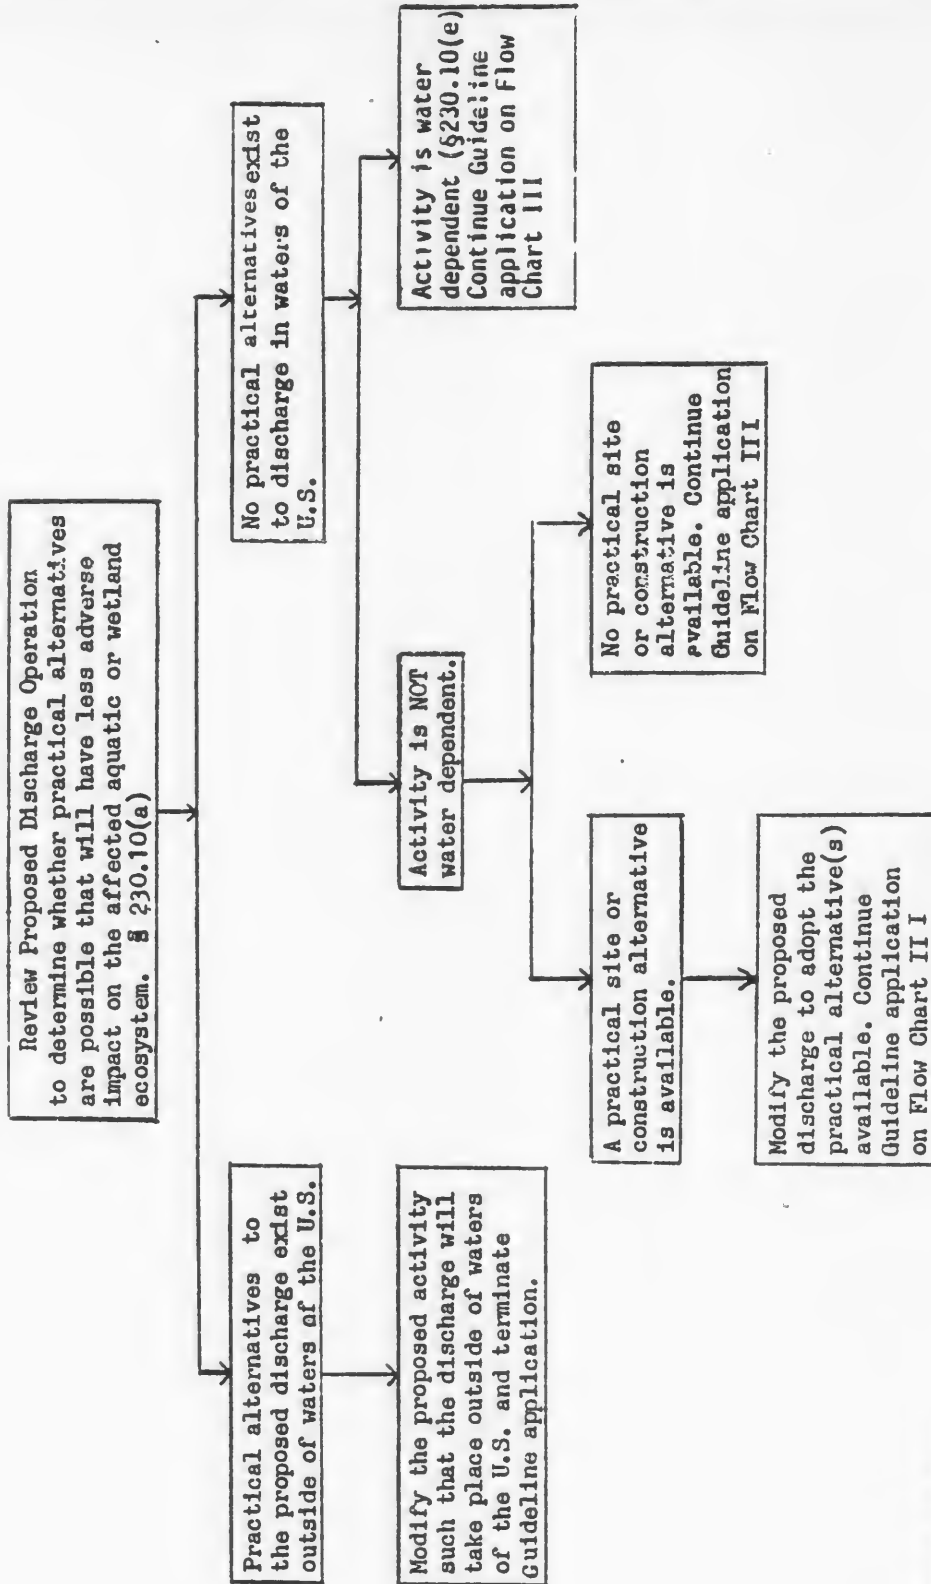 Review Proposed Discharge Operation
to determine whether practical alternatives
are possible that will have less adverse
impact on the affected aquatic or wetland
ecosystem. § 230.10(a)
Practical alternatives to
the proposed discharge exist
outside of waters of the U.S.
Modify the proposed activity
such that the discharge will
take place outside of waters
of the U.S. and terminate
Guideline application.
No practical alternatives exist
to discharge in waters of the
U.S.
Activity is NOT
water dependent.
A practical site or
construction alternative
is available.
Modify the proposed
discharge to adopt the
practical alternative(s)
available. Continue
Guideline application
on Flow Chart II I
No practical site
or construction
alternative is
available. Continue
Guideline application
on Flow Chart III
Activity is water
dependent (§230.10(e)
Continue Guideline
application on Flow
Chart III